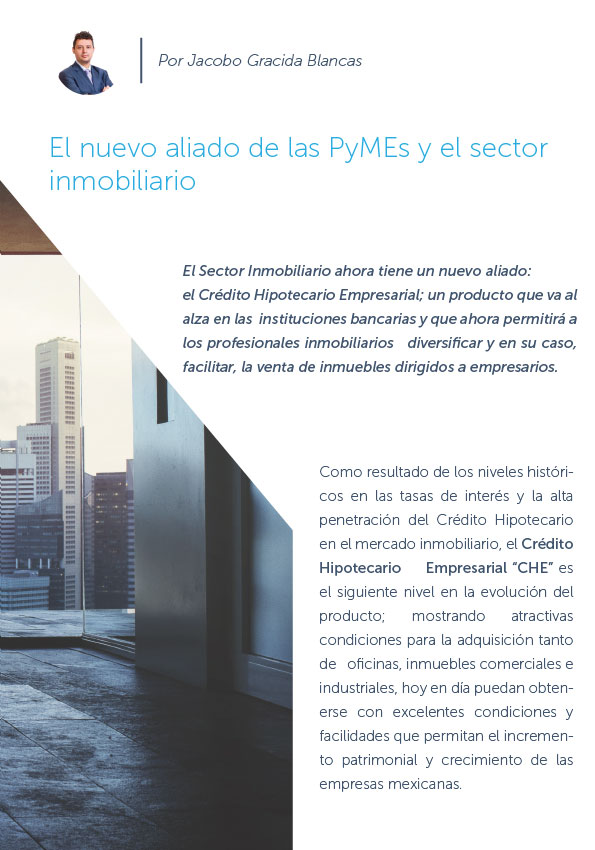 Por Jacobo Gracida Blancas
El nuevo aliado de las PyMEs y el sector
inmobiliario
El Sector Inmobiliario ahora tiene un nuevo aliado:
el Crédito Hipotecario Empresarial; un producto que va al
alza en las instituciones bancarias y que ahora permitirá a
los profesionales inmobiliarios diversificar y en su caso,
facilitar, la venta de inmuebles dirigidos a empresarios.
Como resultado de los niveles históri-
cos en las tasas de interés y la alta
penetración del Crédito Hipotecario
en el mercado inmobiliario, el Crédito
Hipotecario Empresarial “CHE” es
el siguiente nivel en la evolución del
producto; mostrando atractivas
condiciones para la adquisición tanto
de oficinas, inmuebles comerciales e
industriales, hoy en día puedan obten-
erse con excelentes condiciones y
facilidades que permitan el incremen-
to patrimonial y crecimiento de las
empresas mexicanas.